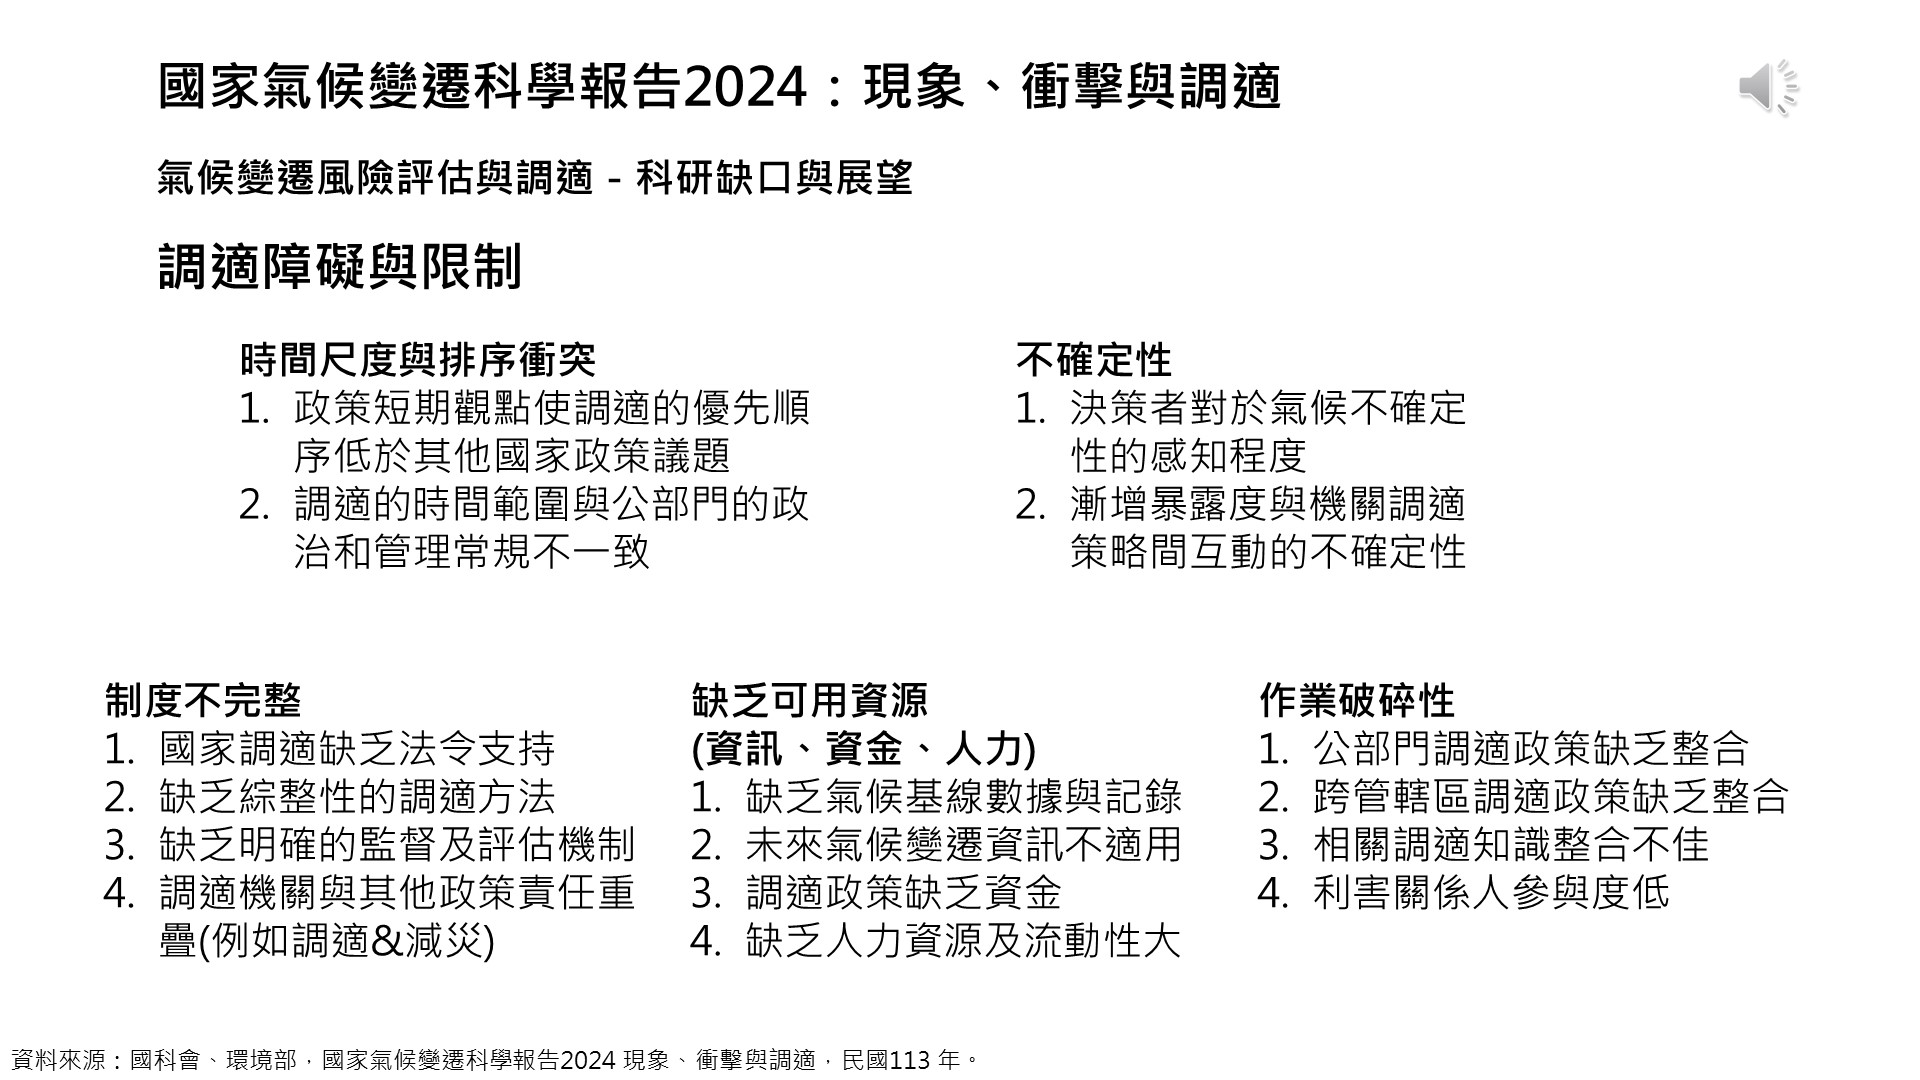 國家氣候變遷科學報告2024：現象、衝擊與調適
氣候變遷風險評估與調適 - 科研缺口與展望
調適障礙與限制
時間尺度與排序衝突
1. 政策短期觀點使調適的優先順
序低於其他國家政策議題
2. 調適的時間範圍與公部門的政
治和管理常規不一致
不確定性
1. 決策者對於氣候不確定
性的感知程度
2. 漸增暴露度與機關調適
策略間互動的不確定性
制度不完整
1. 國家調適缺乏法令支持
2. 缺乏綜整性的調適方法
3. 缺乏明確的監督及評估機制
4. 調適機關與其他政策責任重
疊(例如調適&減災)
缺乏可用資源
(資訊、資金、人力)
1. 缺乏氣候基線數據與記錄
2. 未來氣候變遷資訊不適用
3. 調適政策缺乏資金
4. 缺乏人力資源及流動性大
作業破碎性
1. 公部門調適政策缺乏整合
2. 跨管轄區調適政策缺乏整合
3. 相關調適知識整合不佳
4. 利害關係人參與度低
資料來源：國科會、環境部，國家氣候變遷科學報告2024 現象、衝擊與調適，民國113 年。